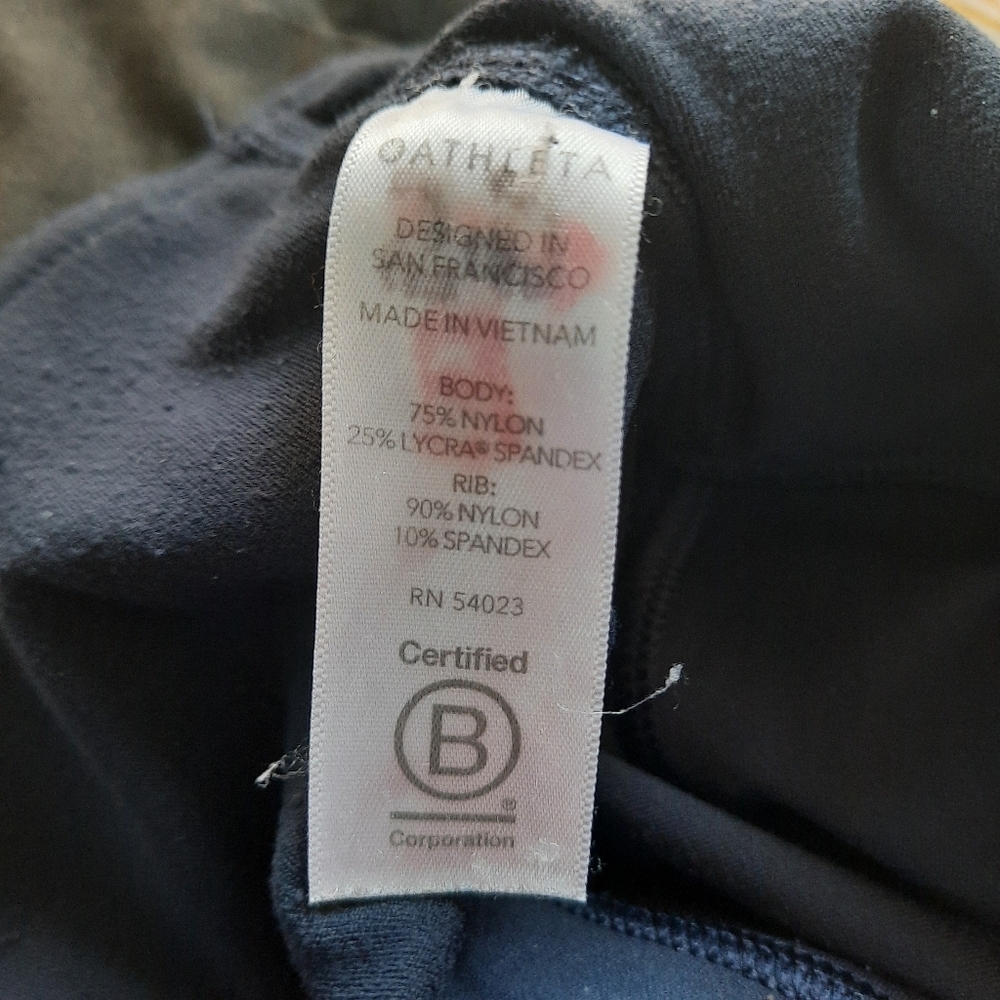 ATHLETA
DESIGNED IN
SAN FRANCISCO
MADE IN VIETNAM
BODY:
75% NYLON
25% LYCRA® SPANDEX
RIB:
90% NYLON
10% SPANDEX
RN 54023
Certified
B
®
Corporation